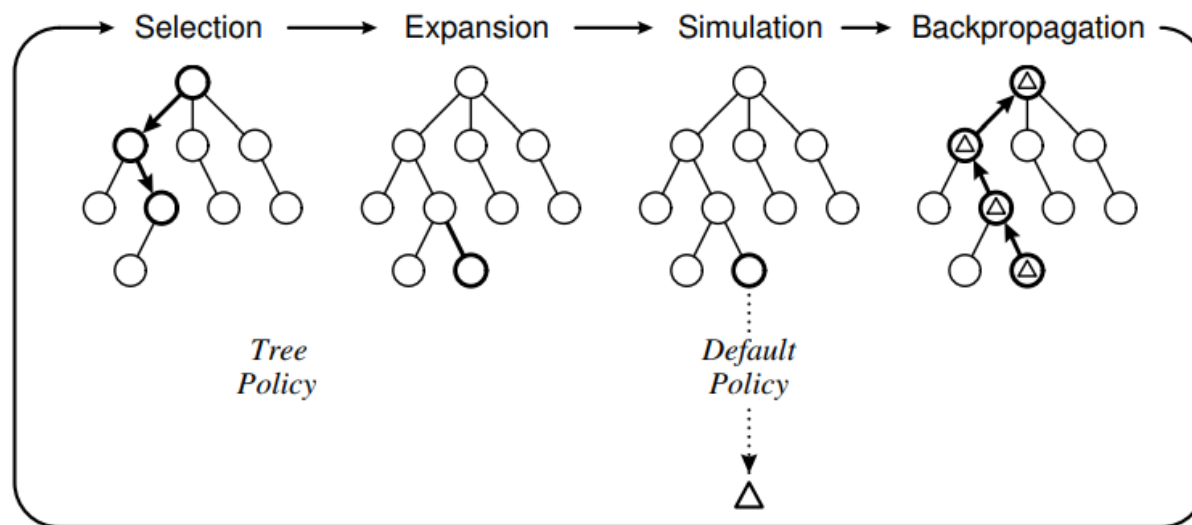 Selection Expansion Simulation Backpropagation
Tree
Policy
Default
Policy